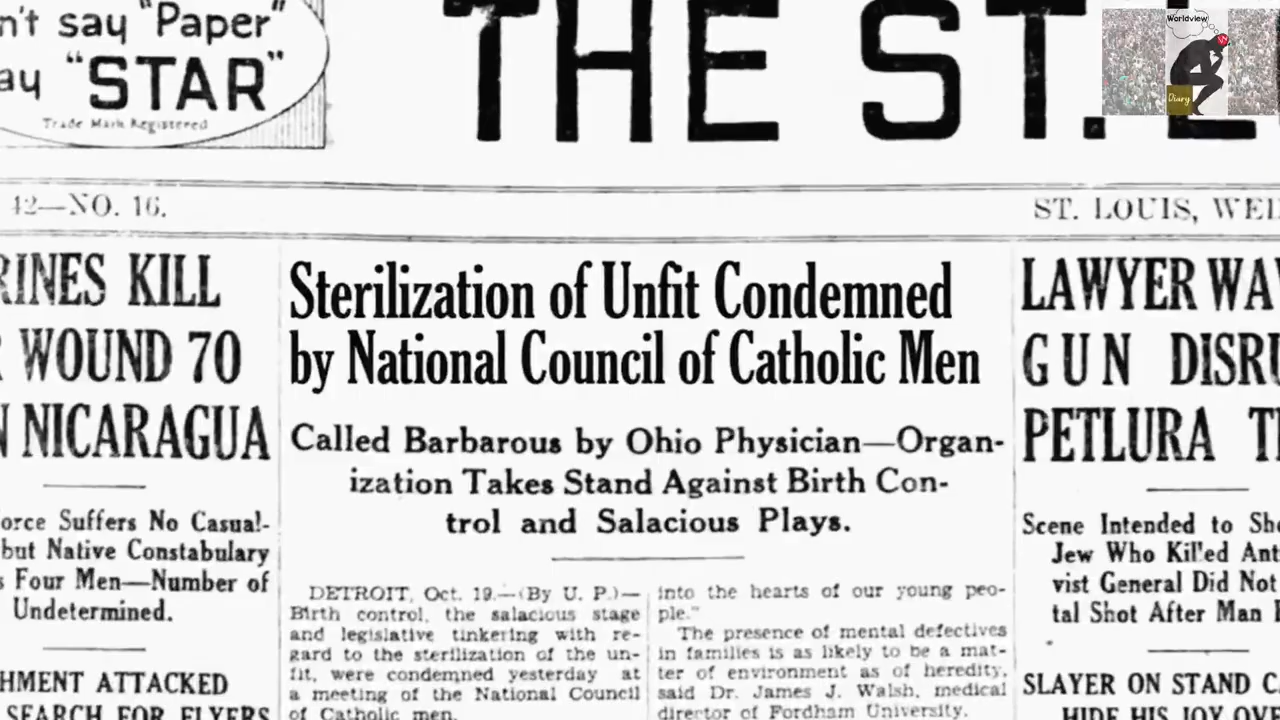 n't say "Paper"
ay "STAR"
Trade Mark Registered
THE ST. L
Worldview
Diary
42—NO. 16.
ST. LOUIS, WED
RINES KILL
WOUND 70
N NICARAGUA
orce Suffers No Casual-
but Native Constabulary
s Four Men—Number of
Undetermined.
HMENT ATTACKED
SEARCH FOR FLYERS
Sterilization of Unfit Condemned
by National Council of Catholic Men
Called Barbarous by Ohio Physician—Organ-
ization Takes Stand Against Birth Con-
trol and Salacious Plays.
DETROIT, Oct. 19.—(By U. P.)—
Birth control, the salacious stage
and legislative tinkering with re-
gard to the sterilization of the un-
fit, were condemned yesterday at
a meeting of the National Council
of Catholic men.
into the hearts of our young peo-
ple."
The presence of mental defectives
in families is as likely to be a mat-
ter of environment as of heredity,
said Dr. James J. Walsh, medical
director of Fordham University.
LAWYER WA
GUN DISRU
PETLURA T
Scene Intended to Sho
Jew Who Killed Ant
vist General Did Not
tal Shot After Man
SLAYER ON STAND
HIDE HIS JOY OVE